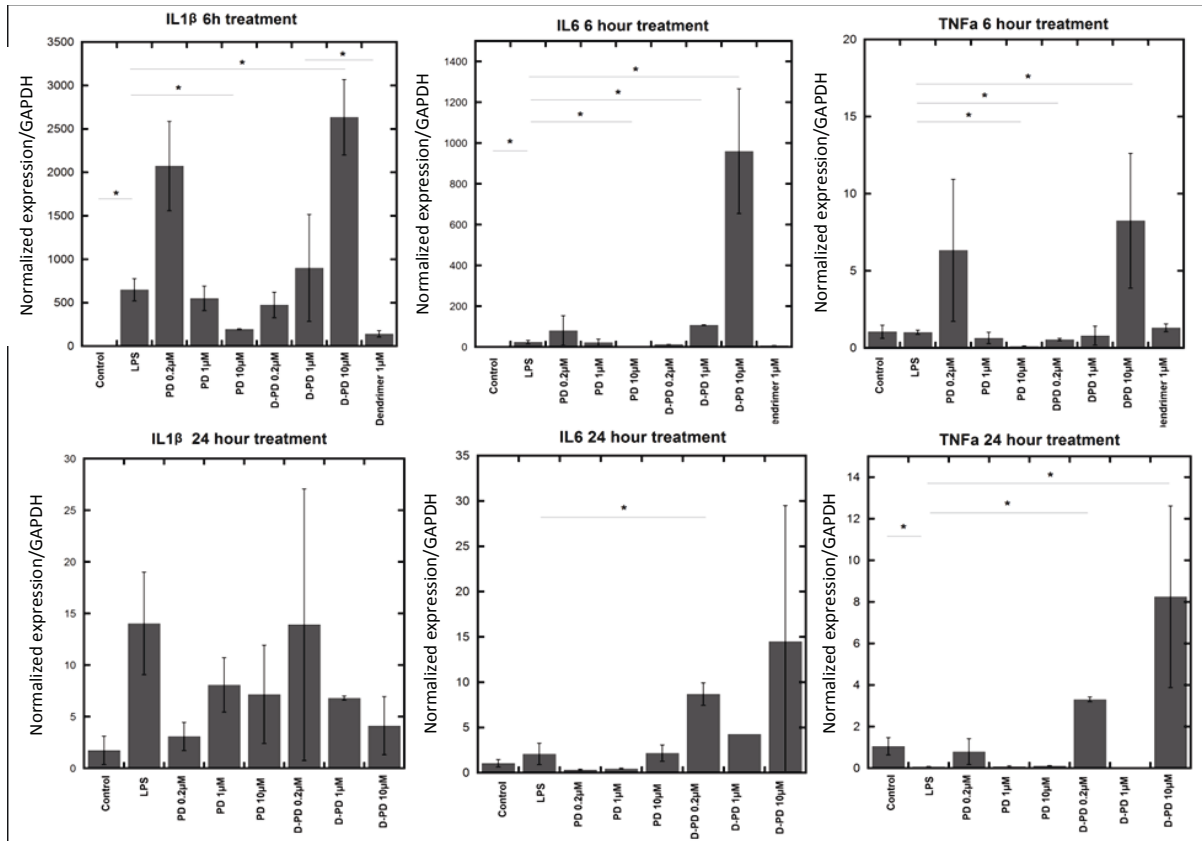 IL1β 6h treatment
Normalized expression/GAPDH
3500
3000
2500
2000
1500
1000
500
0
*
*
*
*
Control
LPS
PD 0.2µM
PD 1µM
PD 10µM
D-PD 0.2µM
D-PD 1µM
D-PD 10µM
Dendrimer 1µM
IL6 6 hour treatment
Normalized expression/GAPDH
1400
1200
1000
800
600
400
200
0
*
*
*
*
Control
LPS
PD 0.2µM
PD 1µM
PD 10µM
D-PD 0.2µM
D-PD 1µM
D-PD 10µM
endrimer 1µM
TNFa 6 hour treatment
Normalized expression/GAPDH
20
15
10
5
0
*
*
*
Control
LPS
PD 0.2µM
PD 1µM
PD 10µM
DPD 0.2µM
DPD 1µM
DPD 10µM
lendrimer 1µM
IL1β 24 hour treatment
Normalized expression/GAPDH
30
25
20
15
10
5
0
Control
LPS
PD 0.2µM
PD 1µM
PD 10µM
D-PD 0.2µM
D-PD 1µM
D-PD 10µM
IL6 24 hour treatment
Normalized expression/GAPDH
35
30
25
20
15
10
5
0
*
Control
LPS
PD 0.2µM
PD 1µM
PD 10µM
D-PD 0.2µM
D-PD 1µM
D-PD 10µM
TNFa 24 hour treatment
Normalized expression/GAPDH
14
12
10
8
6
4
2
0
*
*
*
Control
LPS
PD 0.2µM
PD 1µM
PD 10µM
D-PD 0.2µM
D-PD 1µM
D-PD 10µM